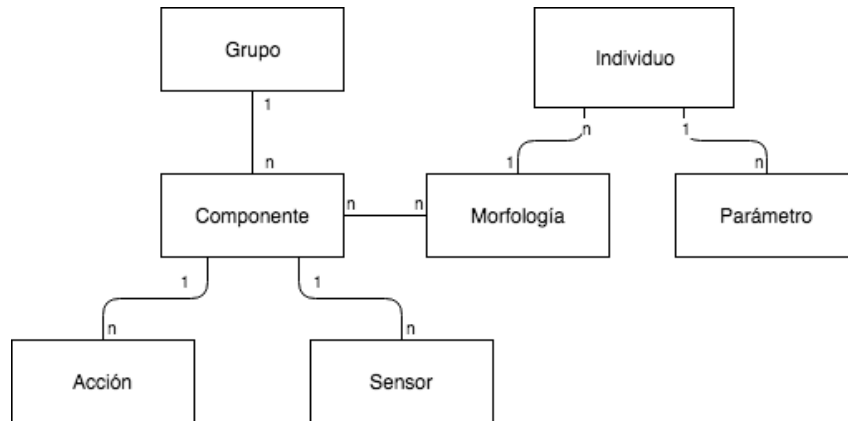 Grupo
Individuo
1
n
1
n
1
n
Componente
n
n
Morfología
Parámetro
1
1
n
n
Acción
Sensor